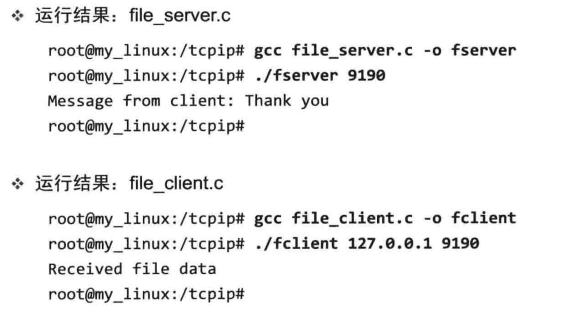 ❖ 运行结果：file_server.c
root@my_linux:/tcpip# gcc file_server.c -o fserver
root@my_linux:/tcpip# ./fserver 9190
Message from client: Thank you
root@my_linux:/tcpip#
❖ 运行结果：file_client.c
root@my_linux:/tcpip# gcc file_client.c -o fclient
root@my_linux:/tcpip# ./fclient 127.0.0.1 9190
Received file data
root@my_linux:/tcpip#